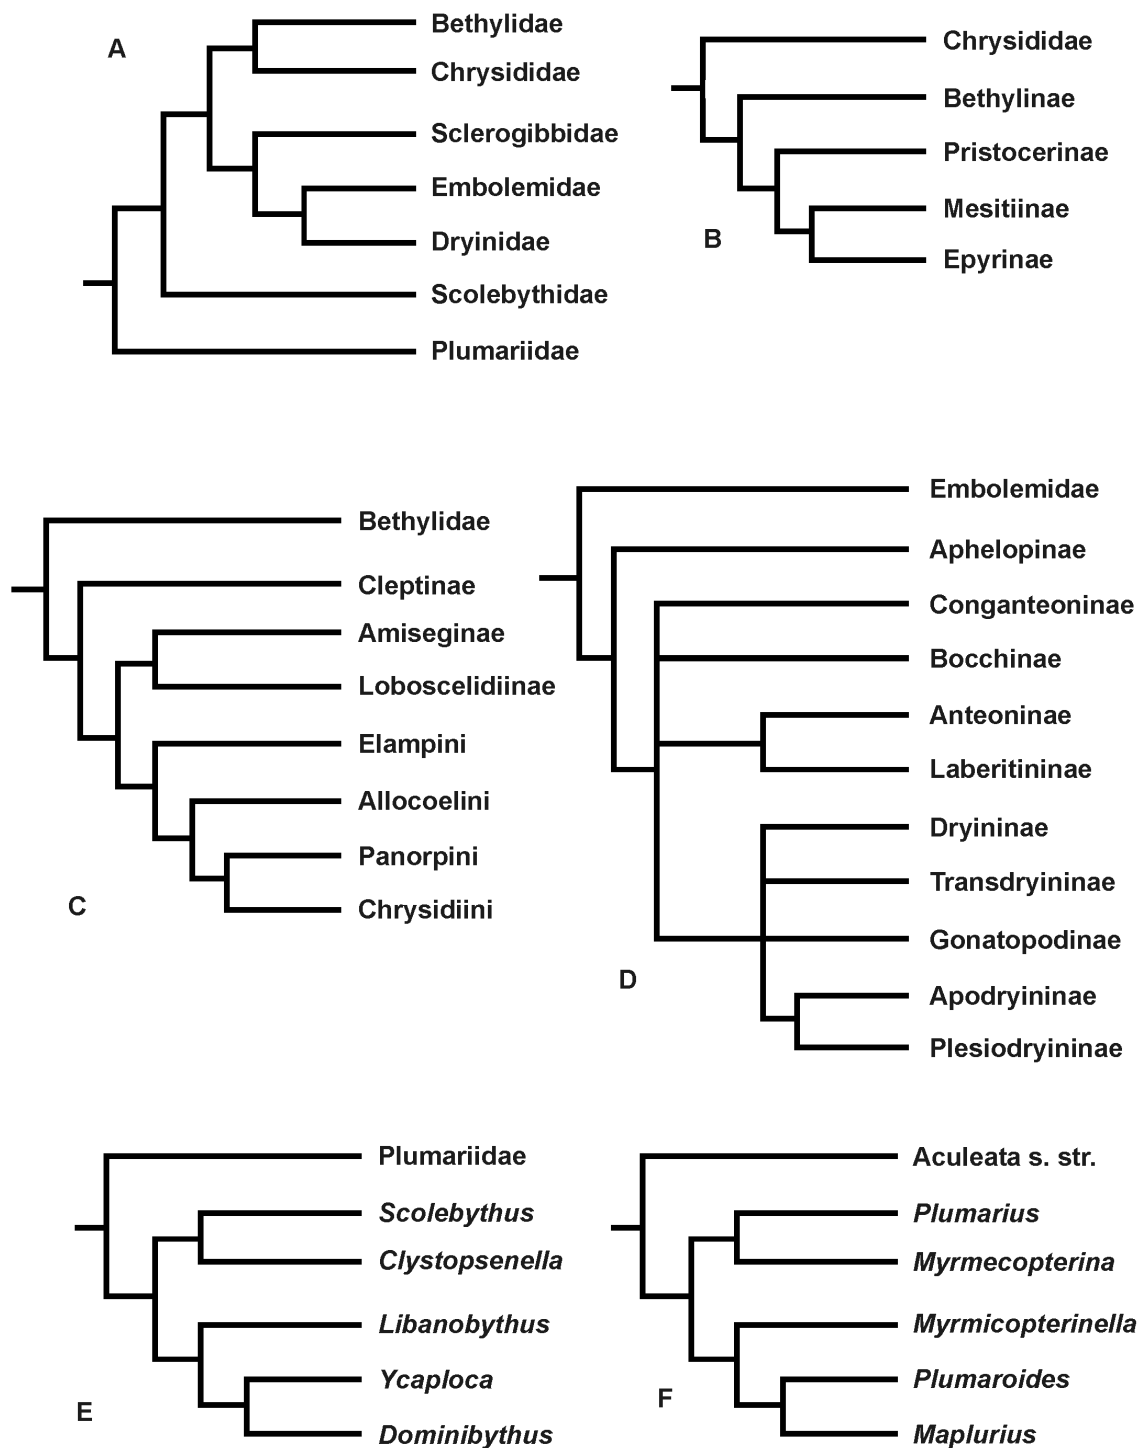 A
Bethylidae
Chrysididae
Sclerogibbidae
Embolemidae
Dryinidae
Scolebythidae
Plumariidae
B
Chrysididae
Bethylinae
Pristocerinae
Mesitiinae
Epyrinae
C
Bethylidae
Cleptinae
Amiseginae
Loboscelidiinae
Elampini
Allocoelini
Panorpini
Chrysidiini
D
Embolemidae
Aphelopinae
Conganteoninae
Bocchinae
Anteoninae
Laberitininae
Dryininae
Transdryininae
Gonatopodinae
Apodryininae
Plesiodryininae
E
Plumariidae
Scolebythus
Clystopsenella
Libanobythus
Ycaploca
Dominibythus
F
Aculeata s. str.
Plumarius
Myrmecopterina
Myrmicopterinella
Plumaroides
Maplurius